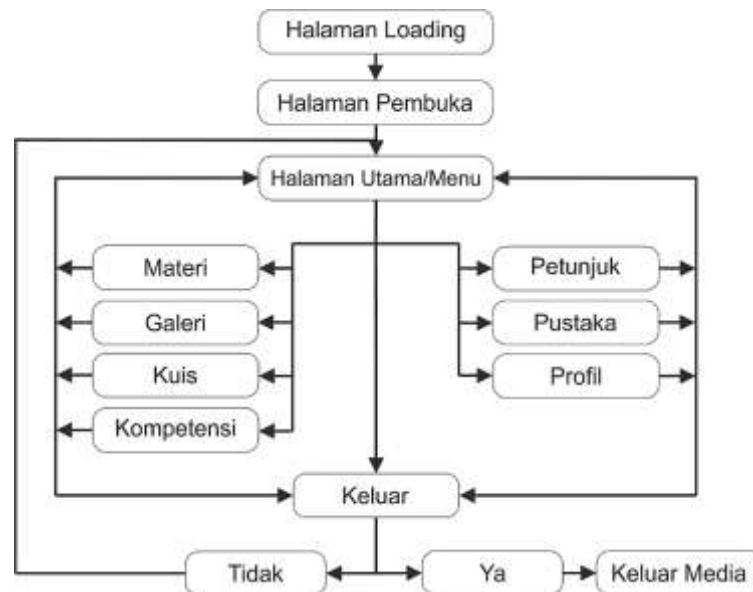 Halaman Loading
Halaman Pembuka
Halaman Utama/Menu
Materi
Petunjuk
Galeri
Pustaka
Kuis
Profil
Kompetensi
Keluar
Tidak
Ya
Keluar Media